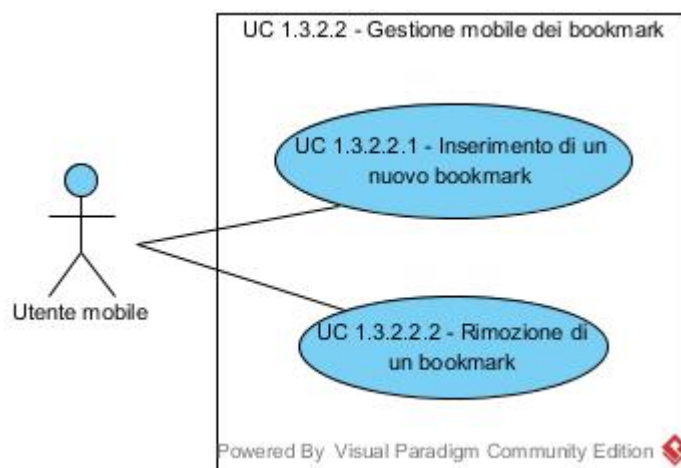 UC 1.3.2.2 - Gestione mobile dei bookmark
UC 1.3.2.2.1 - Inserimento di un
nuovo bookmark
Utente mobile
UC 1.3.2.2.2 - Rimozione di
un bookmark
Powered By Visual Paradigm Community Edition